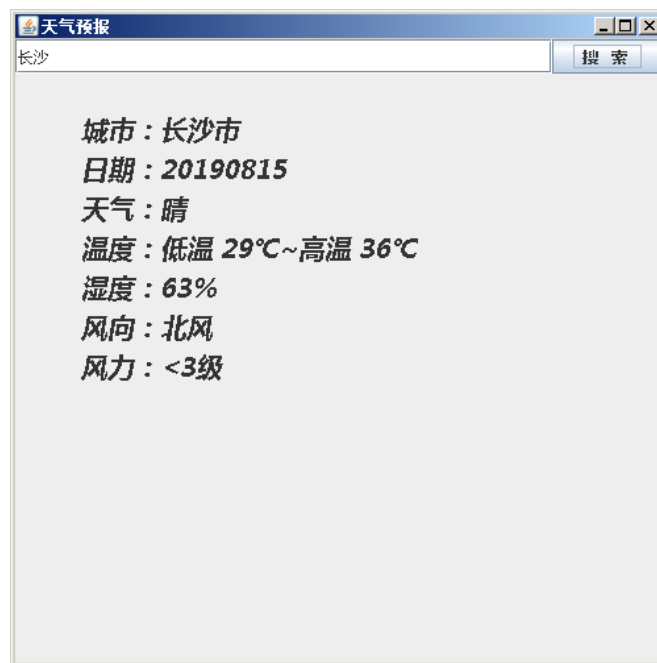 天气预报
长沙 搜 索
城市：长沙市
日期：20190815
天气：晴
温度：低温 29℃~高温 36℃
湿度：63%
风向：北风
风力：<3级